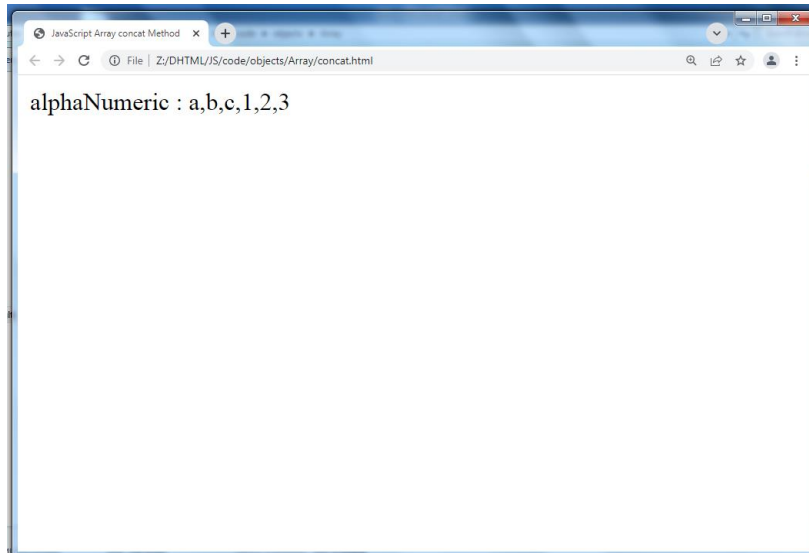 JavaScript Array concat Method
File | Z:/DHTML/JS/code/objects/Array/concat.html
alphaNumeric : a,b,c,1,2,3